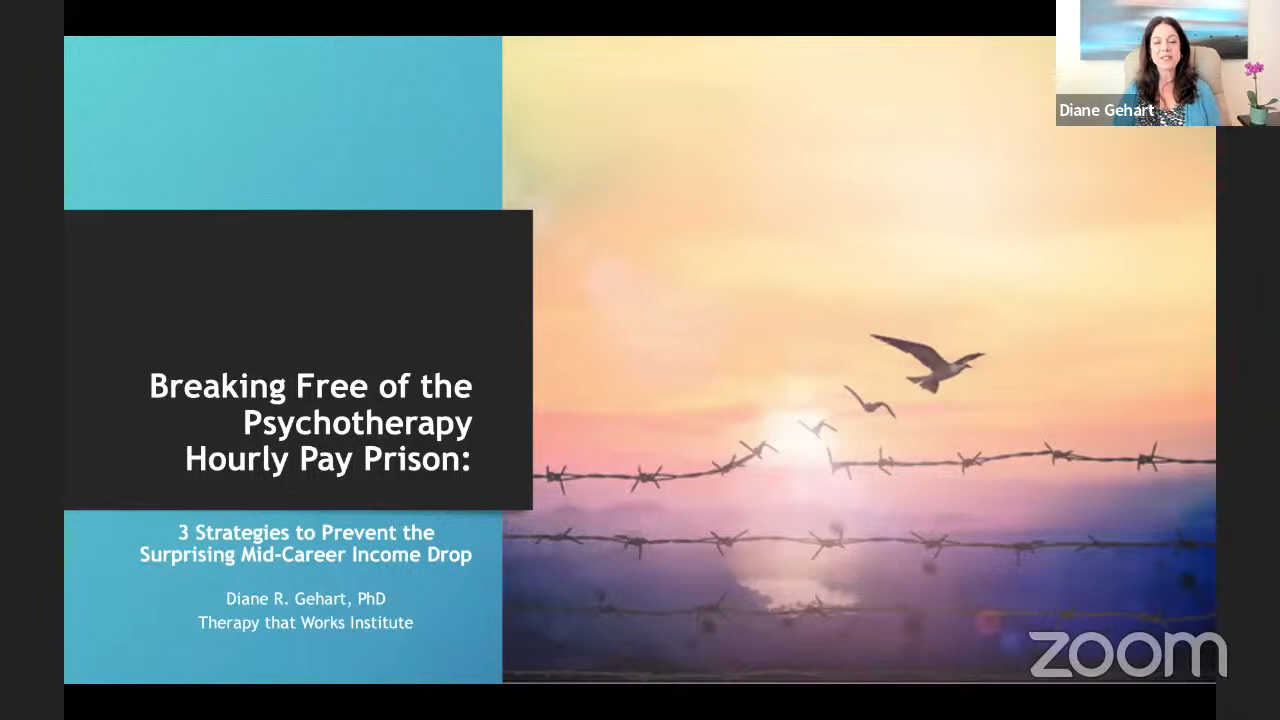 Diane Gehart
Breaking Free of the
Psychotherapy
Hourly Pay Prison:
3 Strategies to Prevent the
Surprising Mid-Career Income Drop
Diane R. Gehart, PhD
Therapy that Works Institute
zoom